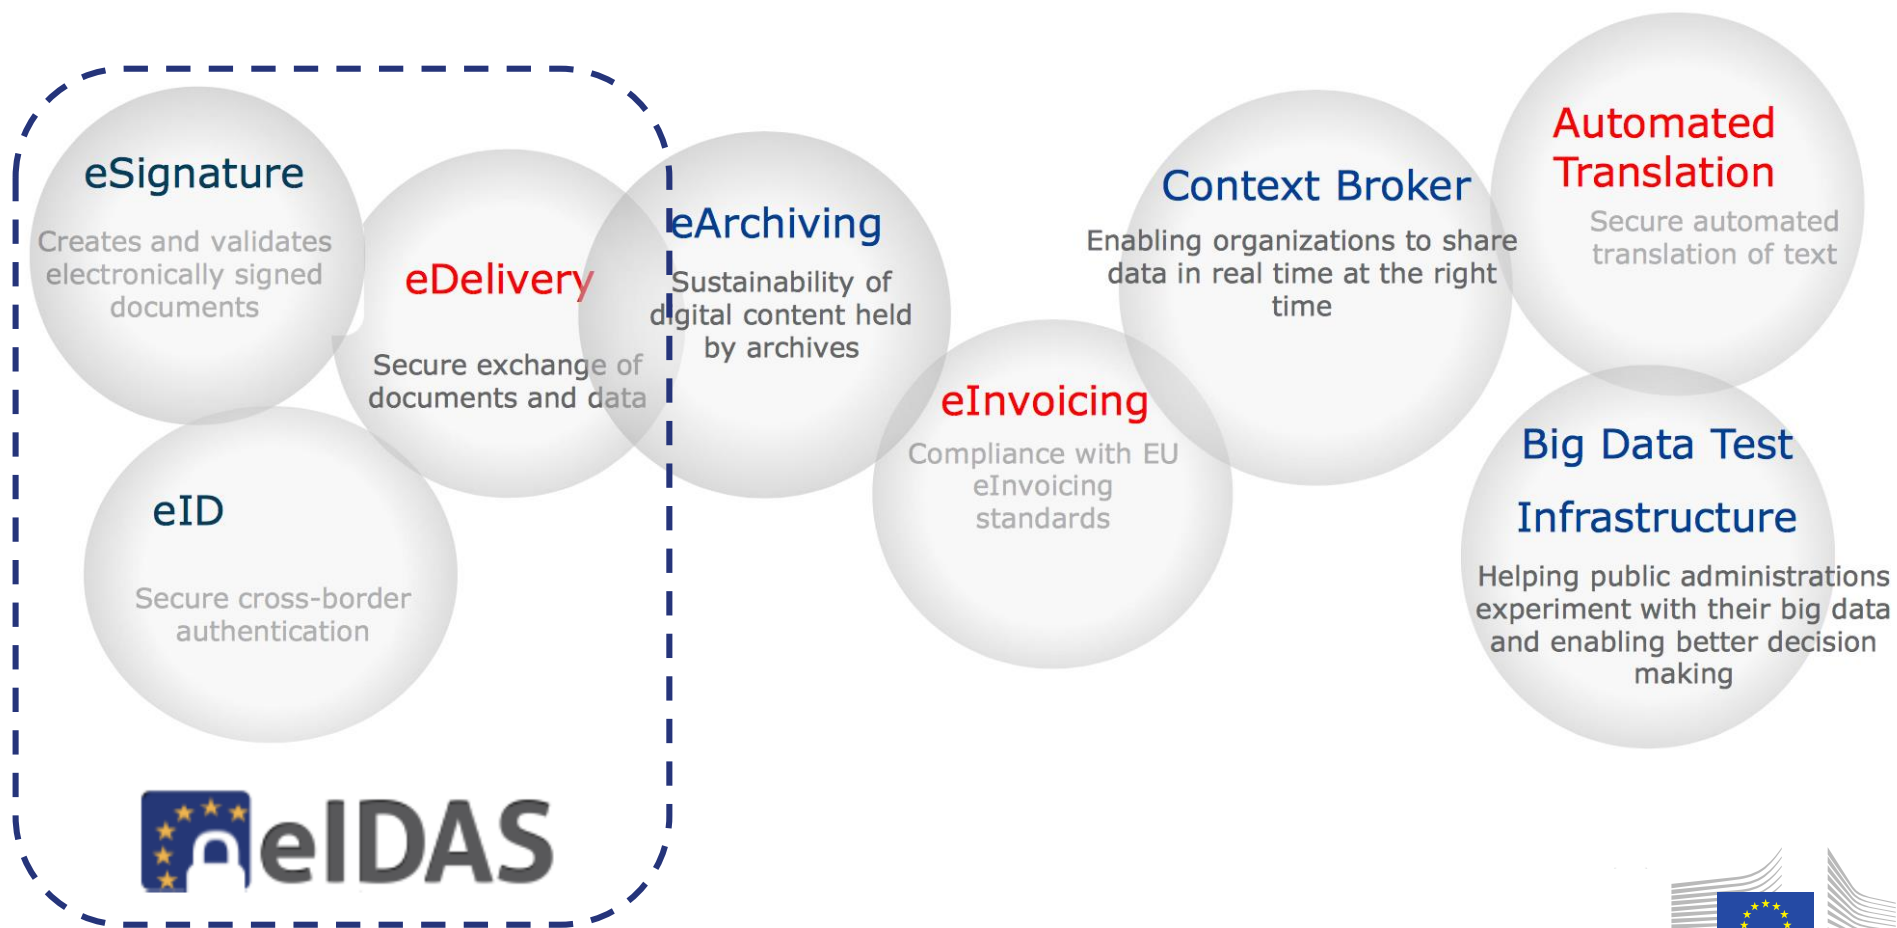 eSignature
Creates and validates
electronically signed
documents
eID
Secure cross-border
authentication
eDelivery
Secure exchange of
documents and data
eIDAS
eArchiving
Sustainability of
digital content held
by archives
eInvoicing
Compliance with EU
eInvoicing
standards
Context Broker
Enabling organizations to share
data in real time at the right
time
Automated
Translation
Secure automated
translation of text
Big Data Test
Infrastructure
Helping public administrations
experiment with their big data
and enabling better decision
making